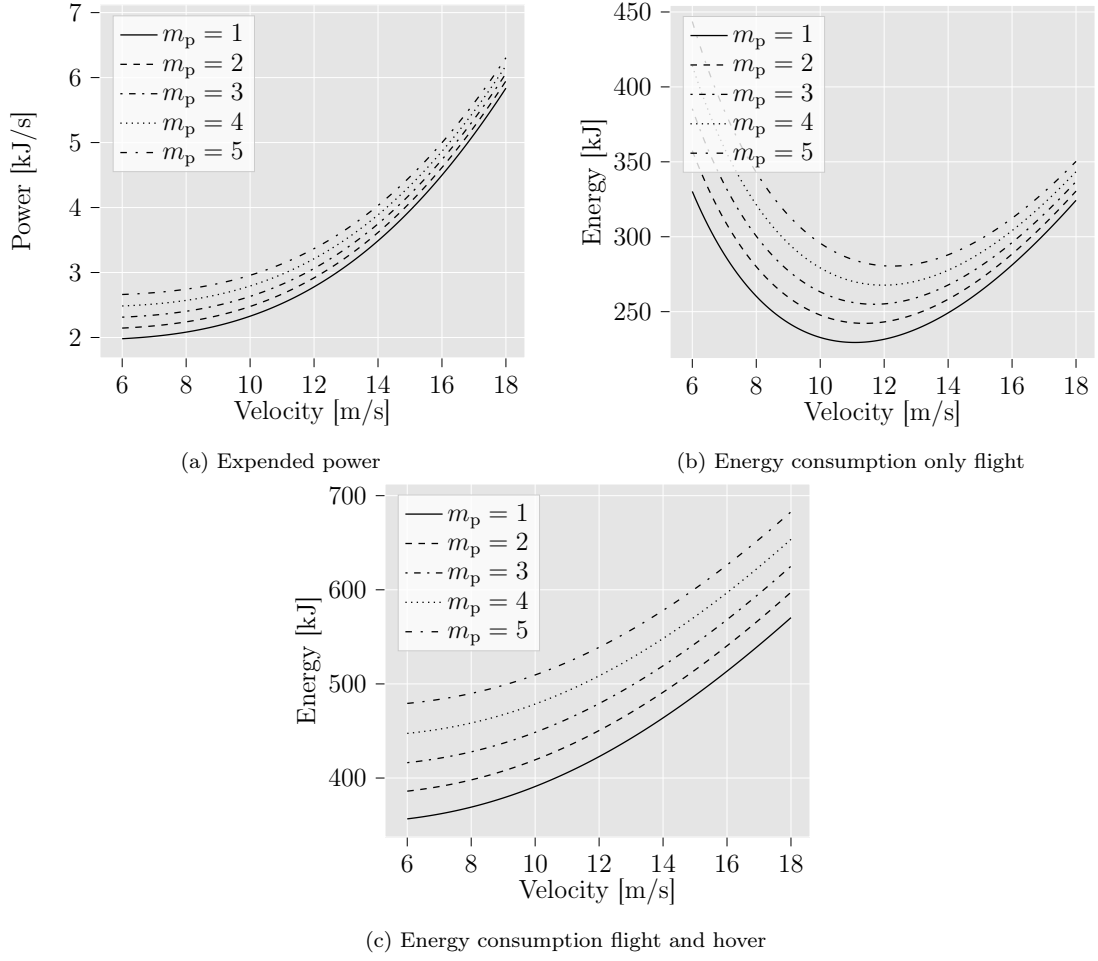 7
6
5
4
3
2
Power [kJ/s]
m_p = 1
m_p = 2
m_p = 3
m_p = 4
m_p = 5
6 8 10 12 14 16 18
Velocity [m/s]
(a) Expended power
450
400
350
300
250
Energy [kJ]
m_p = 1
m_p = 2
m_p = 3
m_p = 4
m_p = 5
6 8 10 12 14 16 18
Velocity [m/s]
(b) Energy consumption only flight
700
600
500
400
Energy [kJ]
m_p = 1
m_p = 2
m_p = 3
m_p = 4
m_p = 5
6 8 10 12 14 16 18
Velocity [m/s]
(c) Energy consumption flight and hover